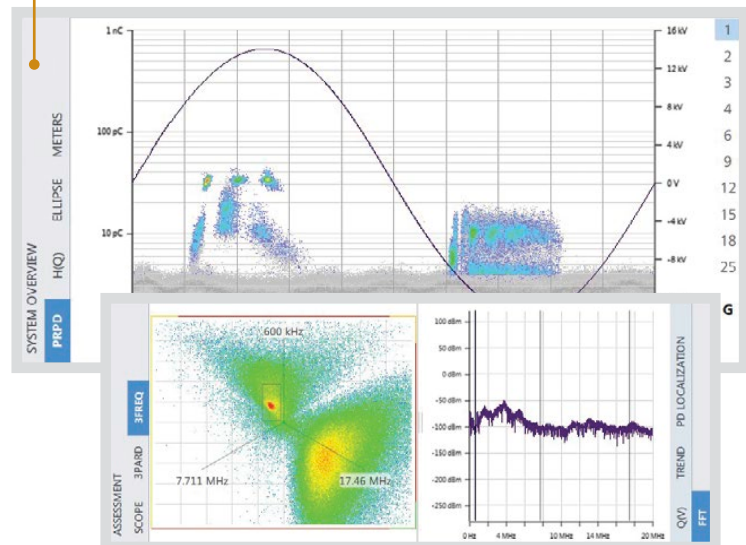 SYSTEM OVERVIEW
PRPD
H(Q)
ELLIPSE
METERS
1 nC
100 pC
10 pC
16 kV
12 kV
8 kV
4 kV
0 V
-4 kV
-8 kV
1
2
3
4
6
9
12
15
18
25
G
ASSESSMENT
SCOPE
3PARD
3FREQ
600 kHz
7.711 MHz
17.46 MHz
100 dBm
50 dBm
0 dBm
-50 dBm
-100 dBm
-150 dBm
-200 dBm
-250 dBm
0 Hz
4 MHz
10 MHz
14 MHz
20 MHz
Q(V)
TREND
PD LOCALIZATION
FFT